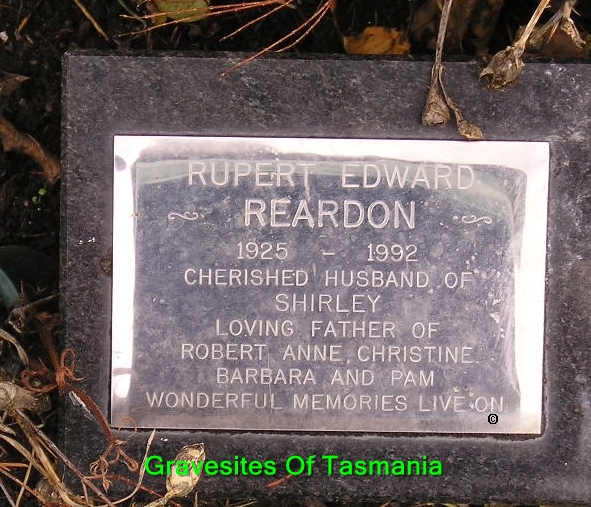 RUPERT EDWARD
REARDON
1925 - 1992
CHERISHED HUSBAND OF
SHIRLEY
LOVING FATHER OF
ROBERT, ANNE, CHRISTINE,
BARBARA AND PAM
WONDERFUL MEMORIES LIVE ON
©
Gravesites Of Tasmania